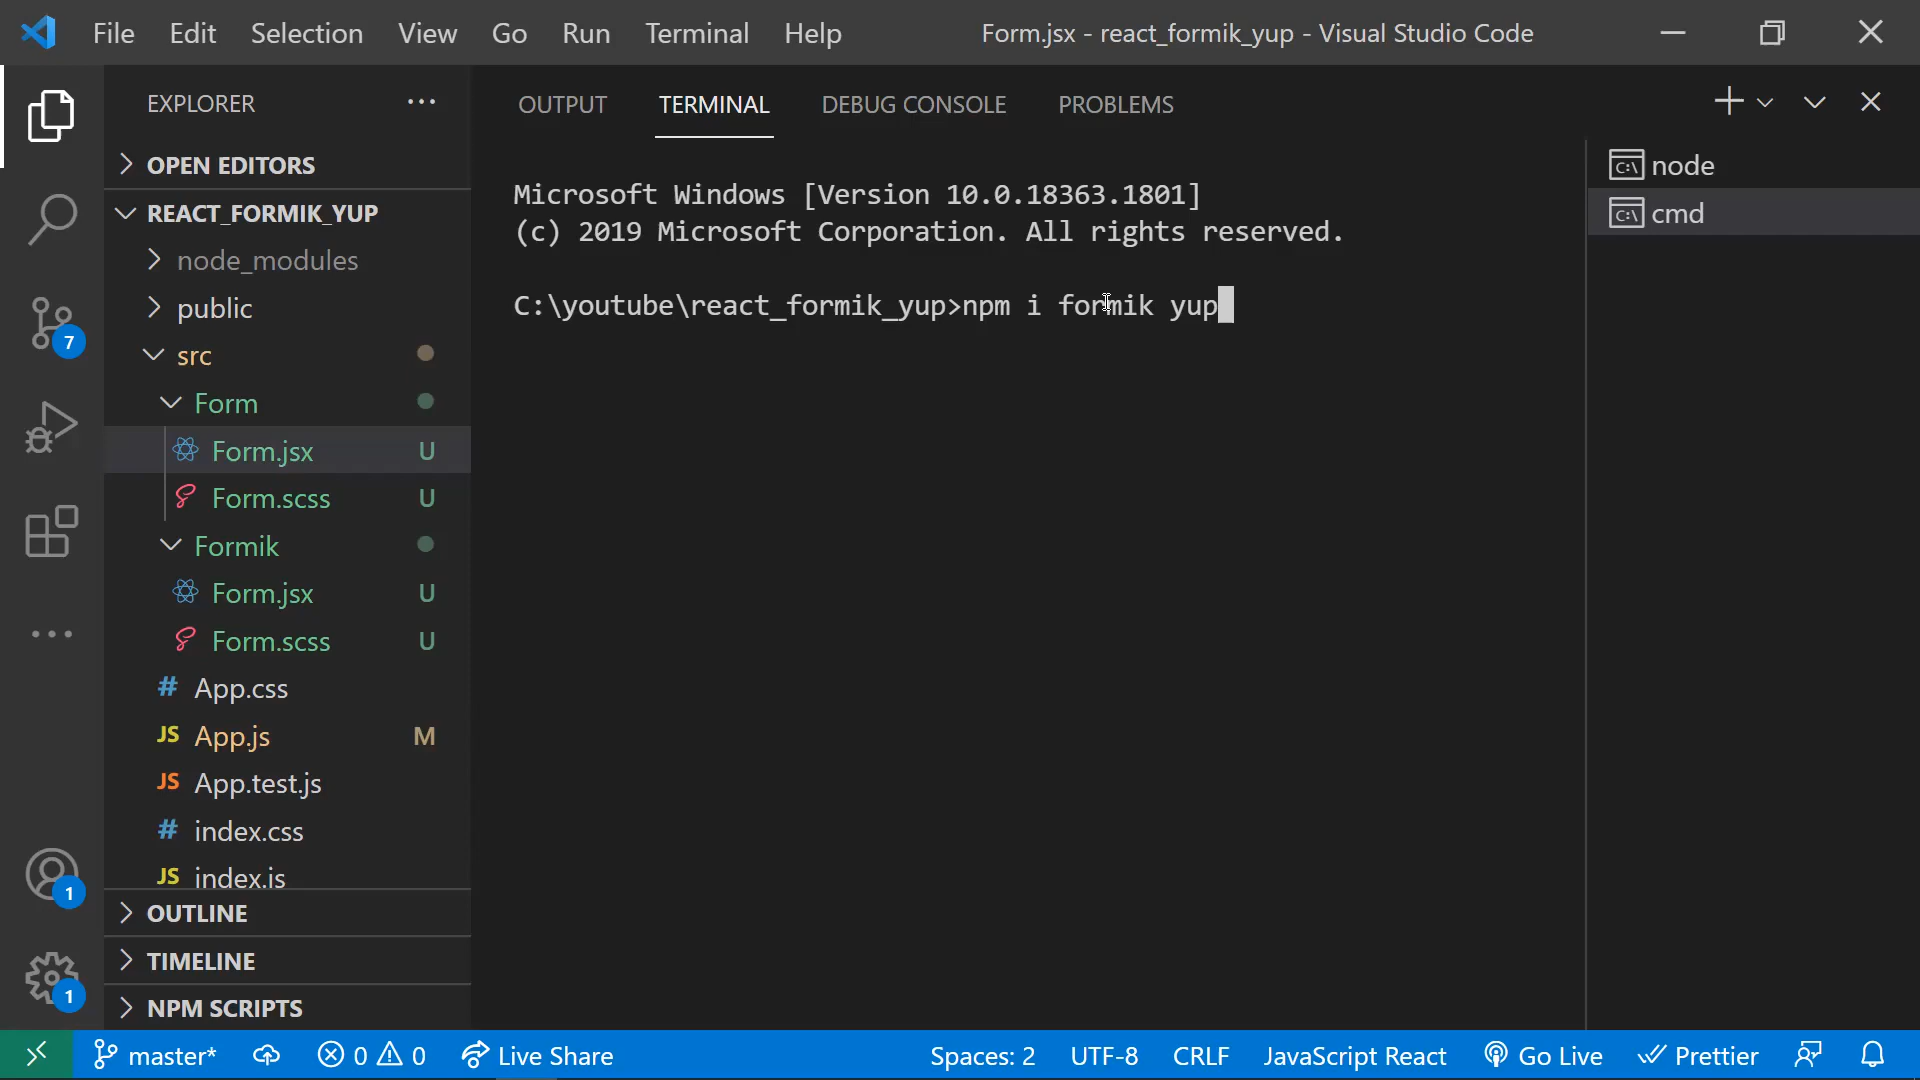 File Edit Selection View Go Run Terminal Help Form.jsx - react_formik_yup - Visual Studio Code
EXPLORER
OPEN EDITORS
REACT_FORMIK_YUP
node_modules
public
src
Form
Form.jsx U
Form.scss U
Formik
Form.jsx U
Form.scss U
# App.css
JS App.js M
JS App.test.js
# index.css
JS index.js
OUTLINE
TIMELINE
NPM SCRIPTS
7
1
1
OUTPUT TERMINAL DEBUG CONSOLE PROBLEMS
Microsoft Windows [Version 10.0.18363.1801]
(c) 2019 Microsoft Corporation. All rights reserved.
C:\youtube\react_formik_yup>npm i formik yup
node
cmd
master* 0 0 Live Share Spaces: 2 UTF-8 CRLF JavaScript React Go Live Prettier